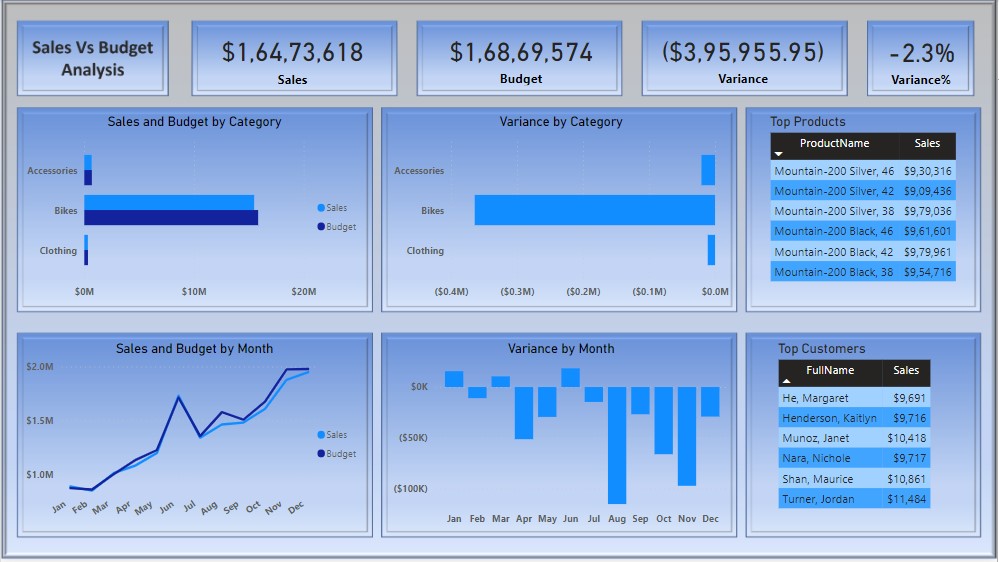 Sales Vs Budget
Analysis
$1,64,73,618
Sales
$1,68,69,574
Budget
($3,95,955.95)
Variance
-2.3%
Variance%
Sales and Budget by Category
Accessories
Bikes
Clothing
$0M $10M $20M
Sales
Budget
Variance by Category
Accessories
Bikes
Clothing
($0.4M) ($0.3M) ($0.2M) ($0.1M) $0.0M
Top Products
ProductName Sales
Mountain-200 Silver, 46 $9,30,316
Mountain-200 Silver, 42 $9,09,436
Mountain-200 Silver, 38 $9,79,036
Mountain-200 Black, 46 $9,61,601
Mountain-200 Black, 42 $9,79,961
Mountain-200 Black, 38 $9,54,716
Sales and Budget by Month
$2.0M
$1.5M
$1.0M
Jan Feb Mar Apr May Jun Jul Aug Sep Oct Nov Dec
Sales
Budget
Variance by Month
$0K
($50K)
($100K)
Jan Feb Mar Apr May Jun Jul Aug Sep Oct Nov Dec
Top Customers
FullName Sales
He, Margaret $9,691
Henderson, Kaitlyn $9,716
Munoz, Janet $10,418
Nara, Nichole $9,717
Shan, Maurice $10,861
Turner, Jordan $11,484